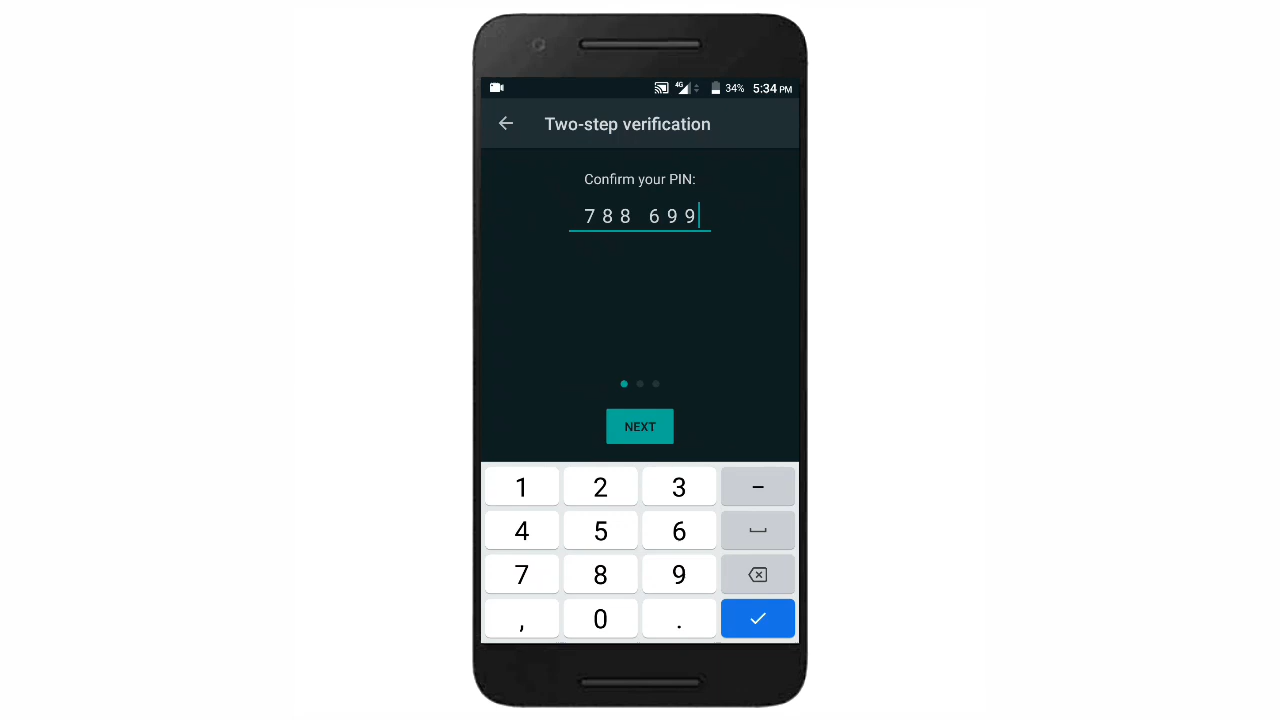 4G 34% 5:34 PM
Two-step verification
Confirm your PIN:
788 699
NEXT
1 2 3 –
4 5 6
7 8 9
, 0 .